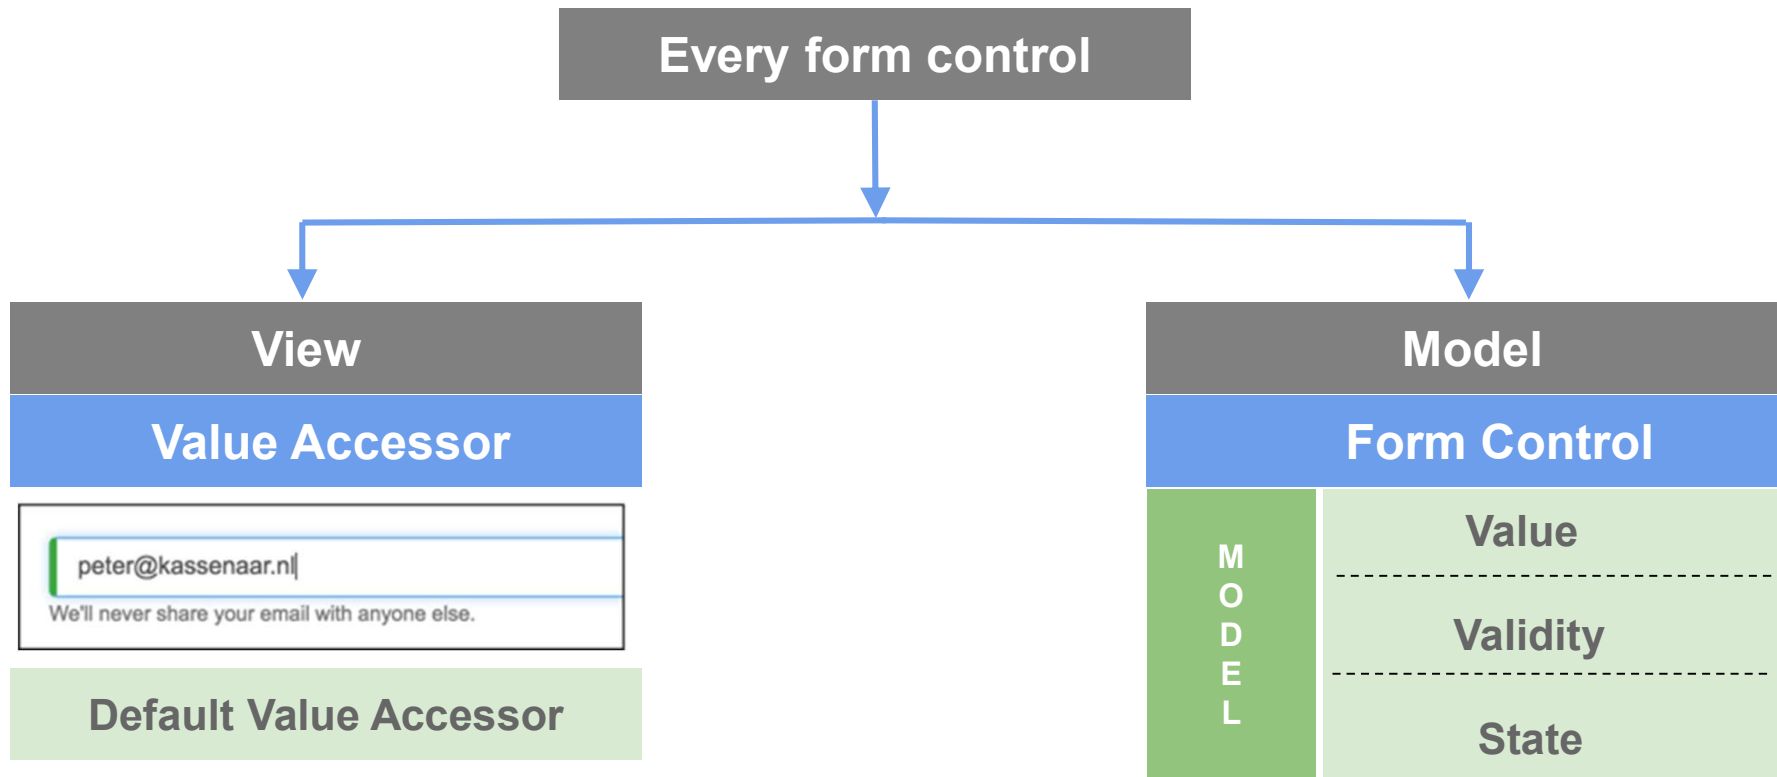 Every form control
View
Value Accessor
peter@kassenaar.nl
We'll never share your email with anyone else.
Default Value Accessor
Model
Form Control
M
O
D
E
L
Value
Validity
State